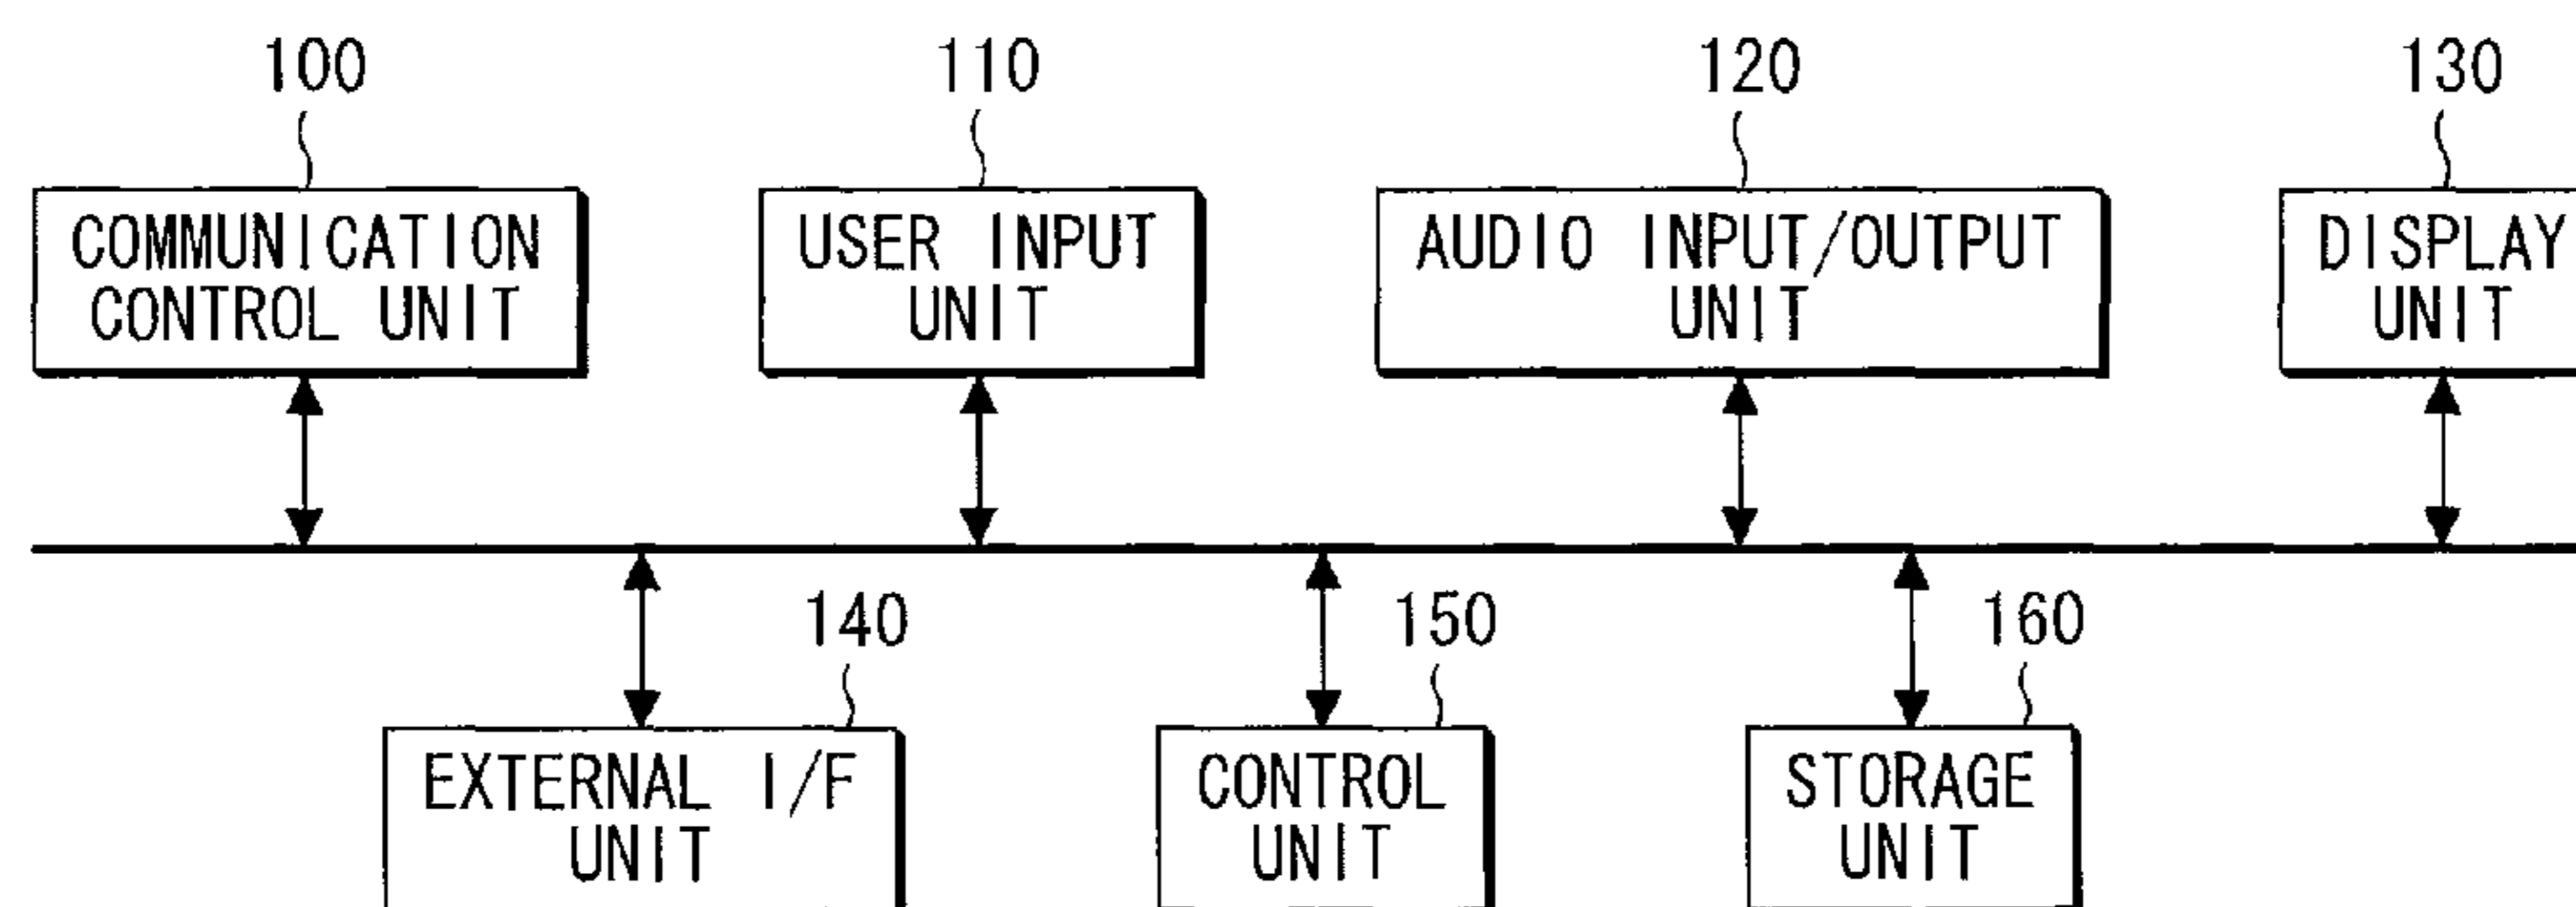 100 110 120 130
COMMUNICATION CONTROL UNIT
USER INPUT UNIT
AUDIO INPUT/OUTPUT UNIT
DISPLAY UNIT
140 150 160
EXTERNAL I/F UNIT
CONTROL UNIT
STORAGE UNIT